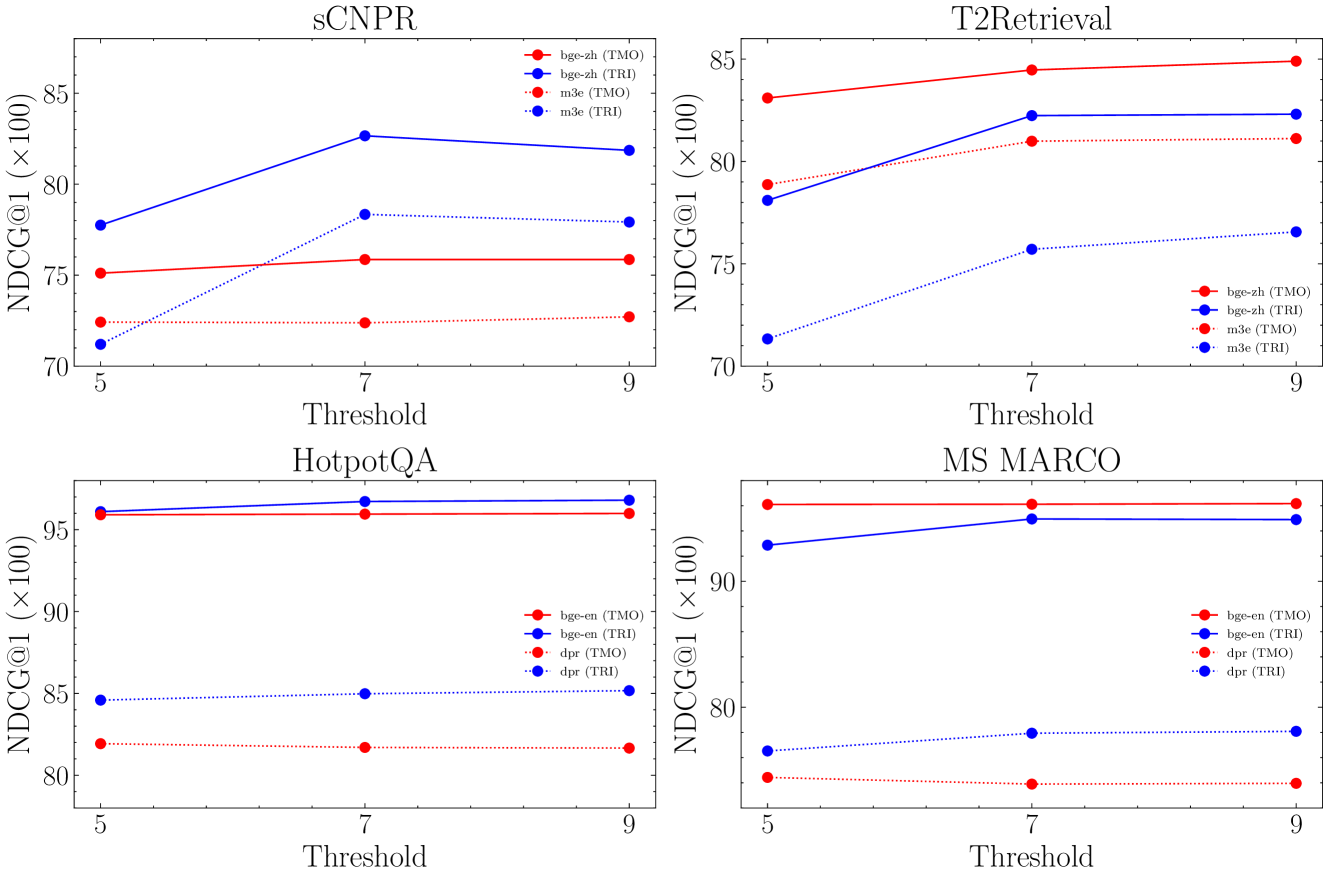 sCNPR
NDCG@1 (×100)
85
80
75
70
bge-zh (TMO)
bge-zh (TRI)
m3e (TMO)
m3e (TRI)
5 7 9
Threshold
T2Retrieval
NDCG@1 (×100)
85
80
75
70
bge-zh (TMO)
bge-zh (TRI)
m3e (TMO)
m3e (TRI)
5 7 9
Threshold
HotpotQA
NDCG@1 (×100)
95
90
85
80
bge-en (TMO)
bge-en (TRI)
dpr (TMO)
dpr (TRI)
5 7 9
Threshold
MS MARCO
NDCG@1 (×100)
90
80
bge-en (TMO)
bge-en (TRI)
dpr (TMO)
dpr (TRI)
5 7 9
Threshold